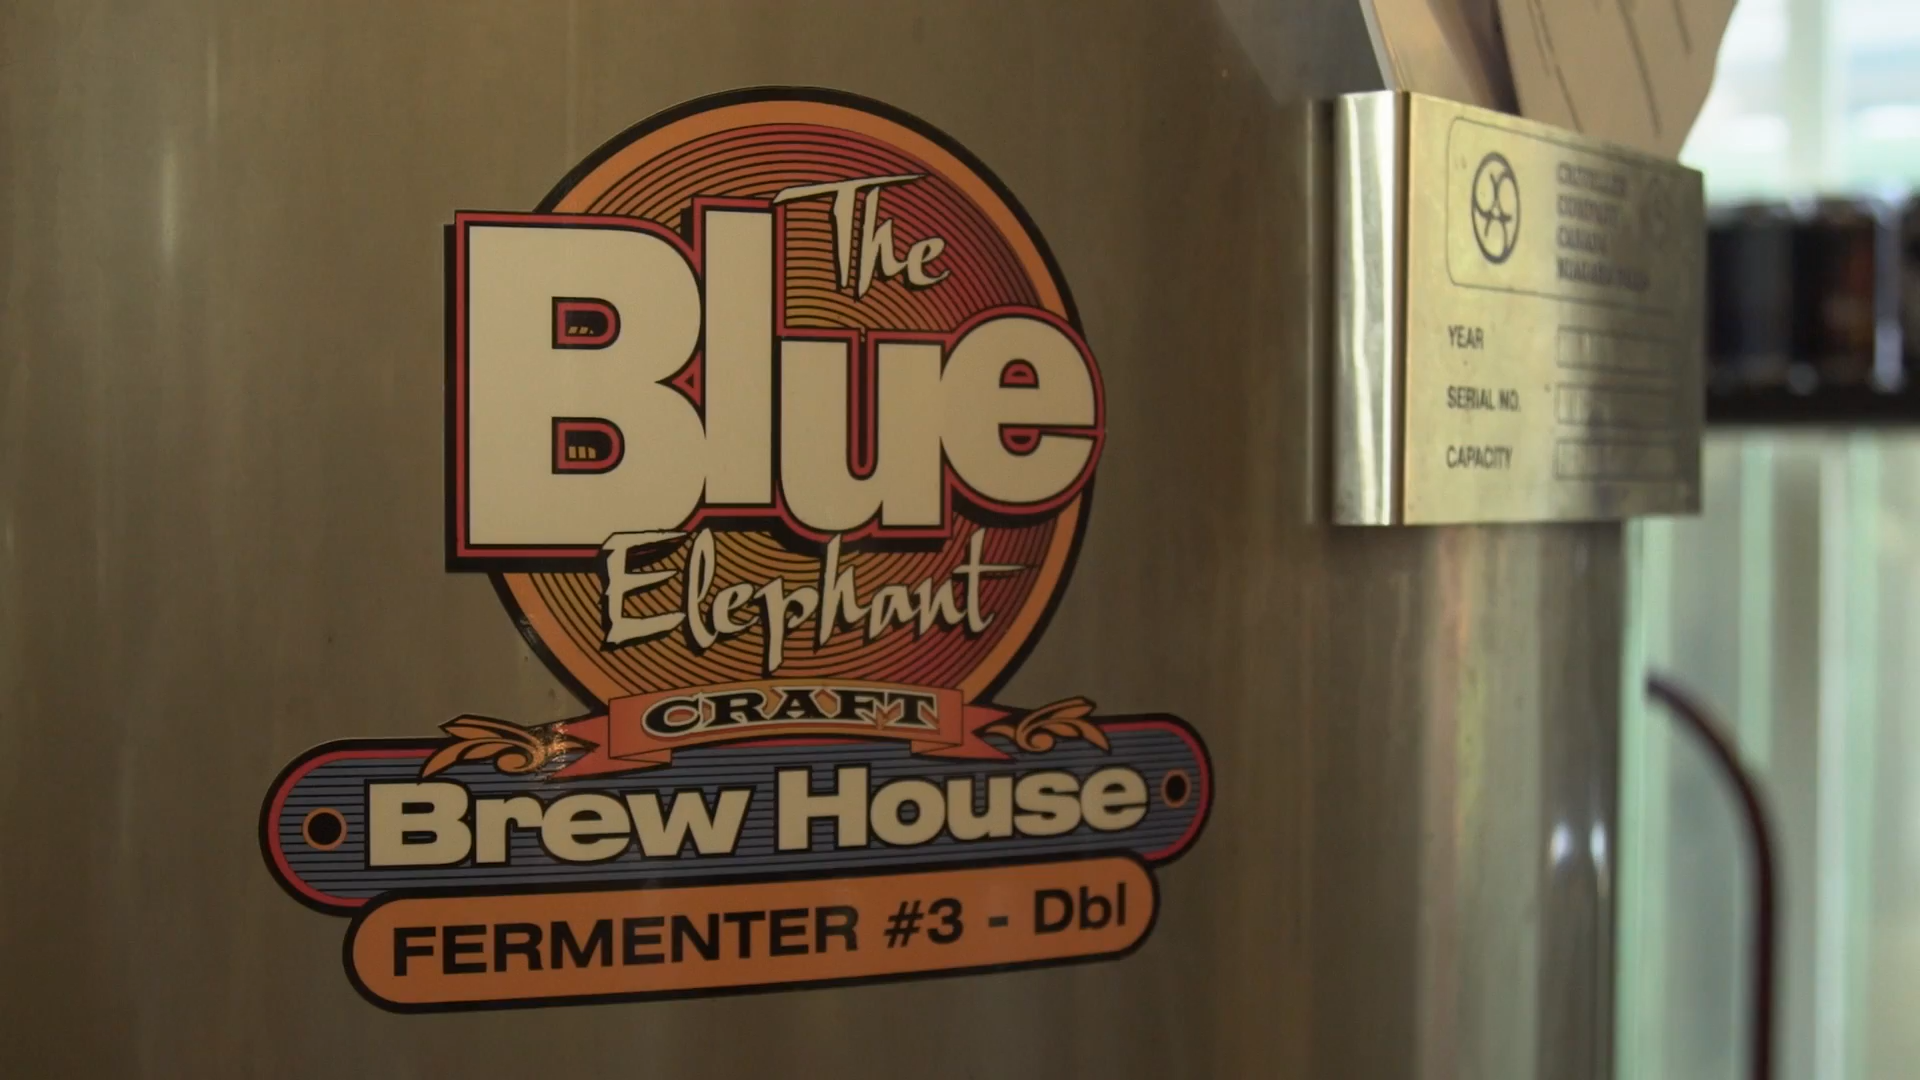 The
Blue
Elephant
CRAFT
Brew House
FERMENTER #3 - Dbl
YEAR
SERIAL NO.
CAPACITY